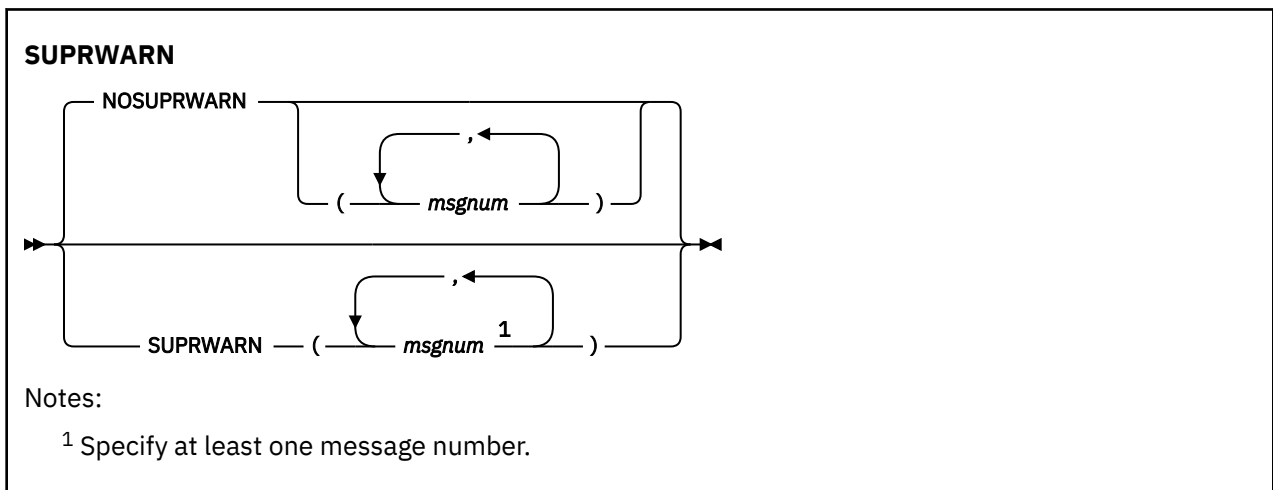 SUPRWARN
NOSUPRWARN
,
( msgnum )
,
SUPRWARN ( msgnum 1 )
Notes:
1 Specify at least one message number.